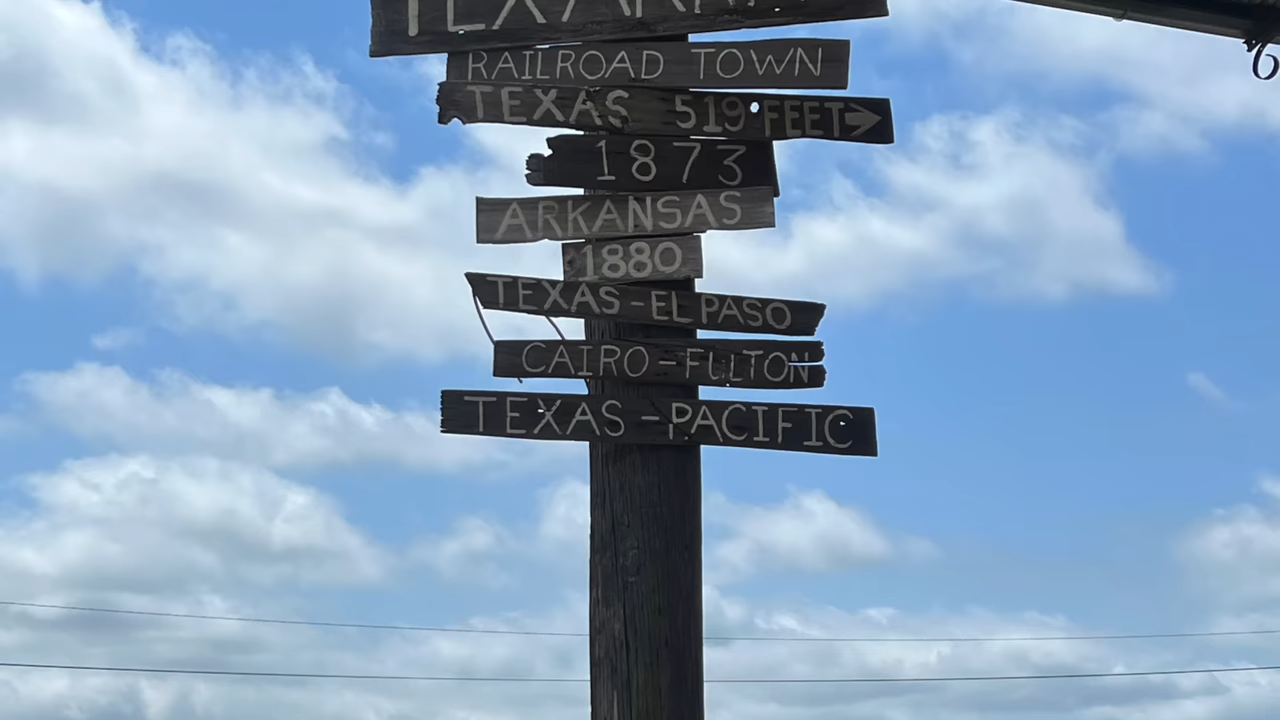 RAILROAD TOWN
TEXAS 519 FEET→
1873
ARKANSAS
1880
TEXAS-EL PASO
CAIRO-FULTON
TEXAS-PACIFIC